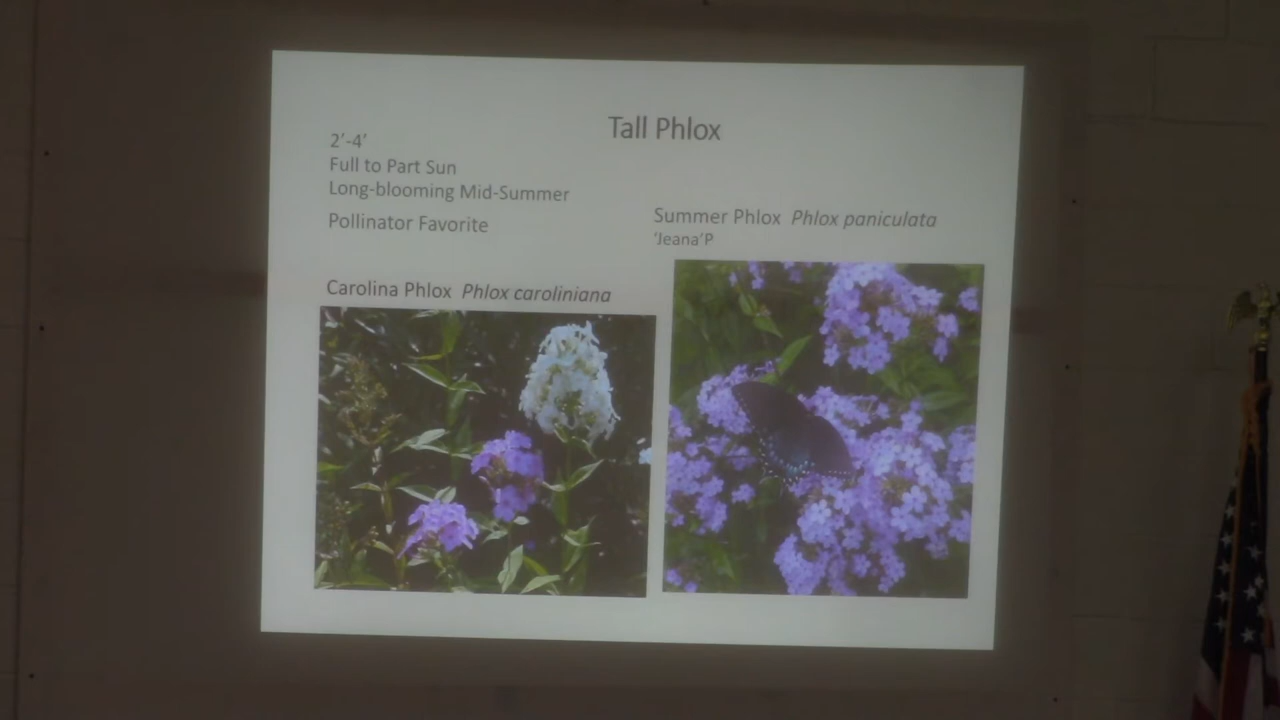 Tall Phlox
2'-4'
Full to Part Sun
Long-blooming Mid-Summer
Pollinator Favorite
Summer Phlox Phlox paniculata
'Jeana'P
Carolina Phlox Phlox caroliniana